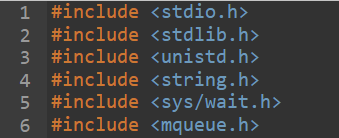 1 #include <stdio.h>
2 #include <stdlib.h>
3 #include <unistd.h>
4 #include <string.h>
5 #include <sys/wait.h>
6 #include <mqueue.h>